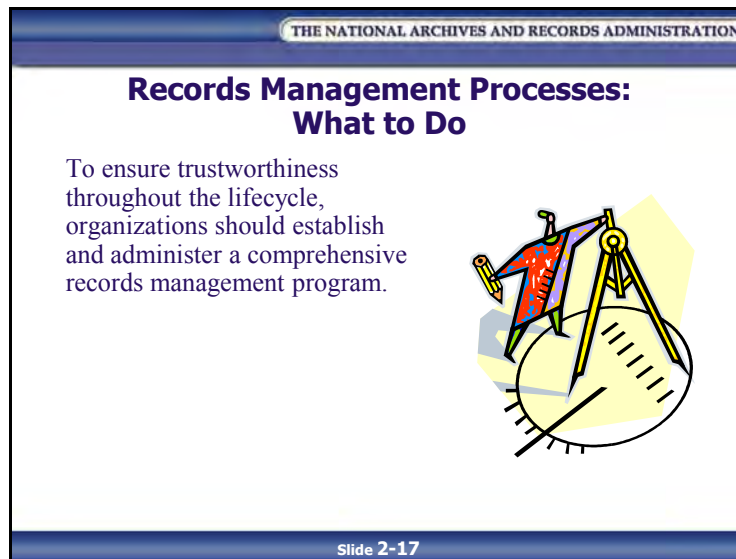 THE NATIONAL ARCHIVES AND RECORDS ADMINISTRATION
Records Management Processes:
What to Do
To ensure trustworthiness
throughout the lifecycle,
organizations should establish
and administer a comprehensive
records management program.
Slide 2-17